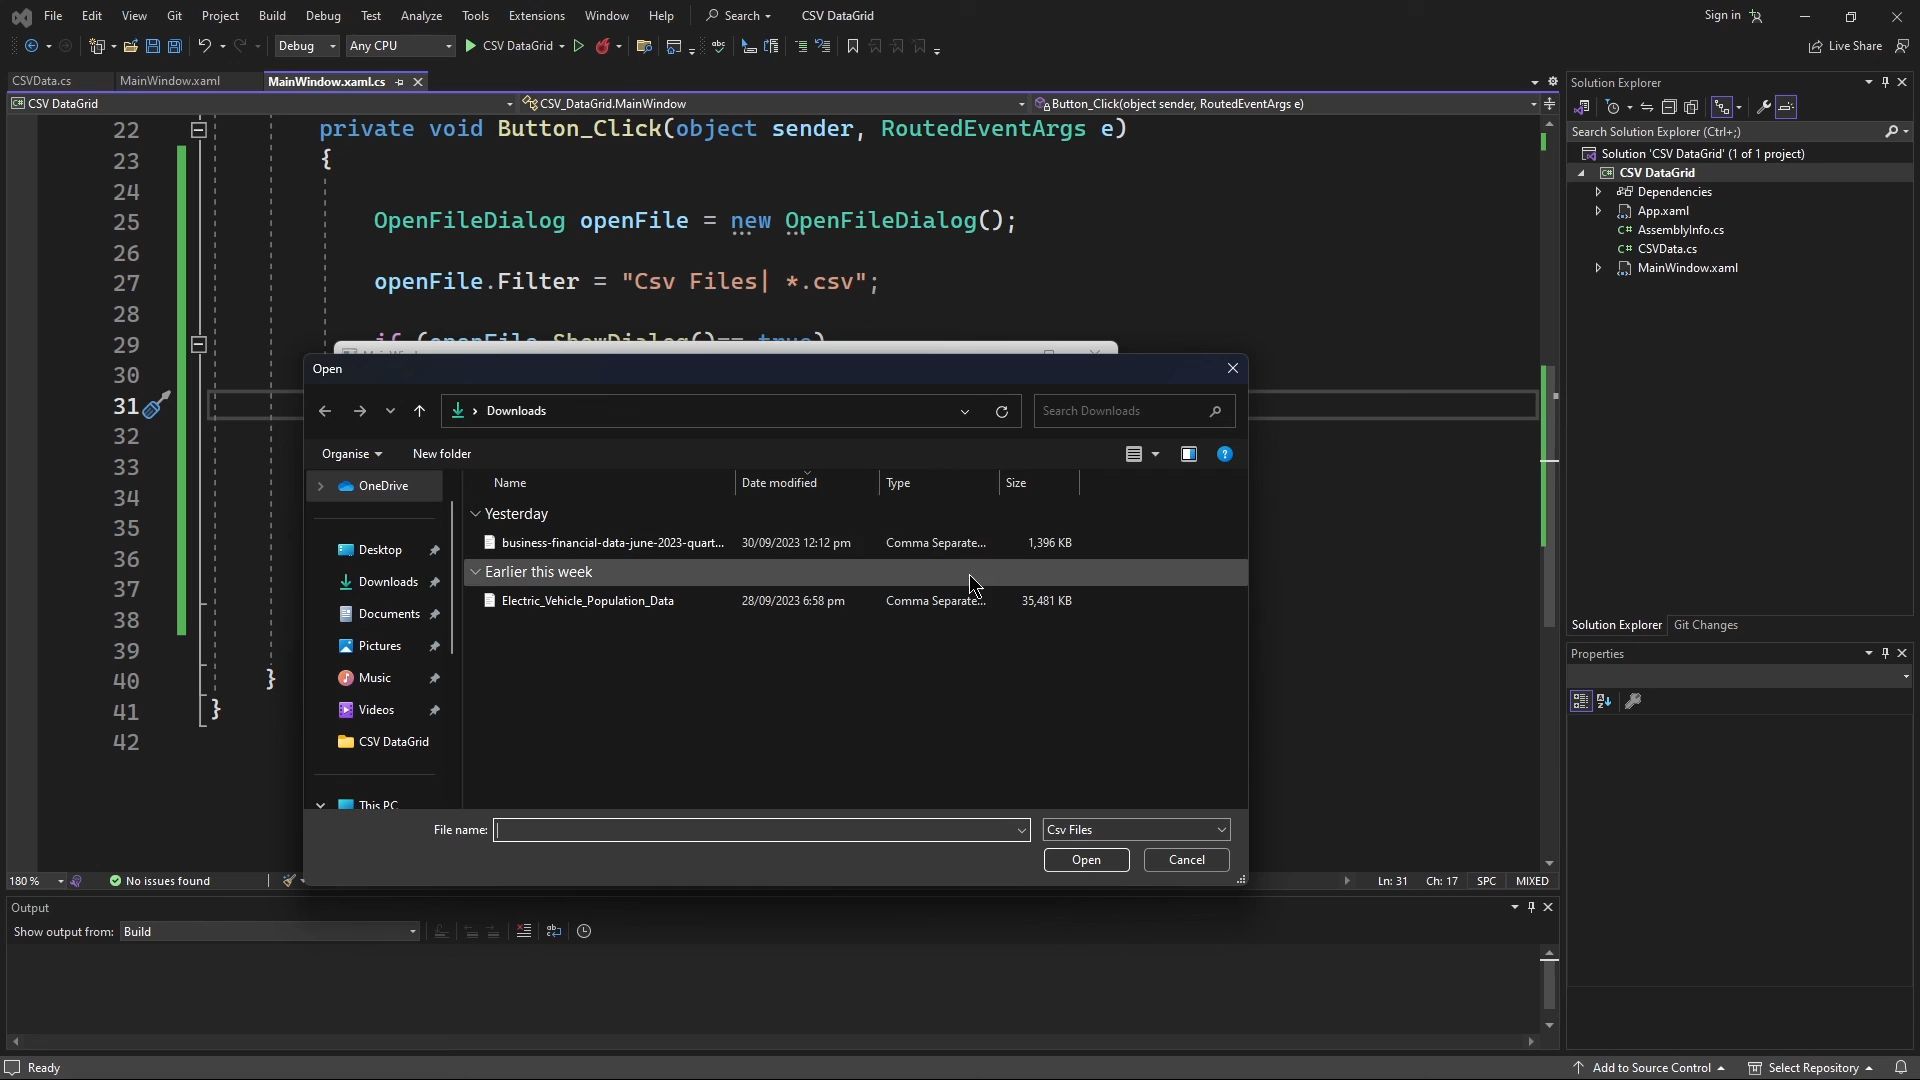 File Edit View Git Project Build Debug Test Analyze Tools Extensions Window Help Search CSV DataGrid Sign in
Debug Any CPU CSV DataGrid Live Share
CSVData.cs MainWindow.xaml MainWindow.xaml.cs
CSV DataGrid CSV_DataGrid.MainWindow Button_Click(object sender, RoutedEventArgs e)
22 private void Button_Click(object sender, RoutedEventArgs e)
23 {
24
25 OpenFileDialog openFile = new OpenFileDialog();
26
27 openFile.Filter = "Csv Files| *.csv";
28
29 if (openFile.ShowDialog()== true)
30
31
32
33
34
35
36
37
38
39
40 }
41 }
42
Open
Downloads Search Downloads
Organise New folder
OneDrive
Desktop
Downloads
Documents
Pictures
Music
Videos
CSV DataGrid
This PC
Name Date modified Type Size
Yesterday
business-financial-data-june-2023-quart... 30/09/2023 12:12 pm Comma Separate... 1,396 KB
Earlier this week
Electric_Vehicle_Population_Data 28/09/2023 6:58 pm Comma Separate... 35,481 KB
File name: Csv Files
Open Cancel
180 % No issues found Ln: 31 Ch: 17 SPC MIXED
Output
Show output from: Build
Ready Add to Source Control Select Repository
Solution Explorer
Search Solution Explorer (Ctrl+;)
Solution 'CSV DataGrid' (1 of 1 project)
CSV DataGrid
Dependencies
App.xaml
AssemblyInfo.cs
CSVData.cs
MainWindow.xaml
Solution Explorer Git Changes
Properties